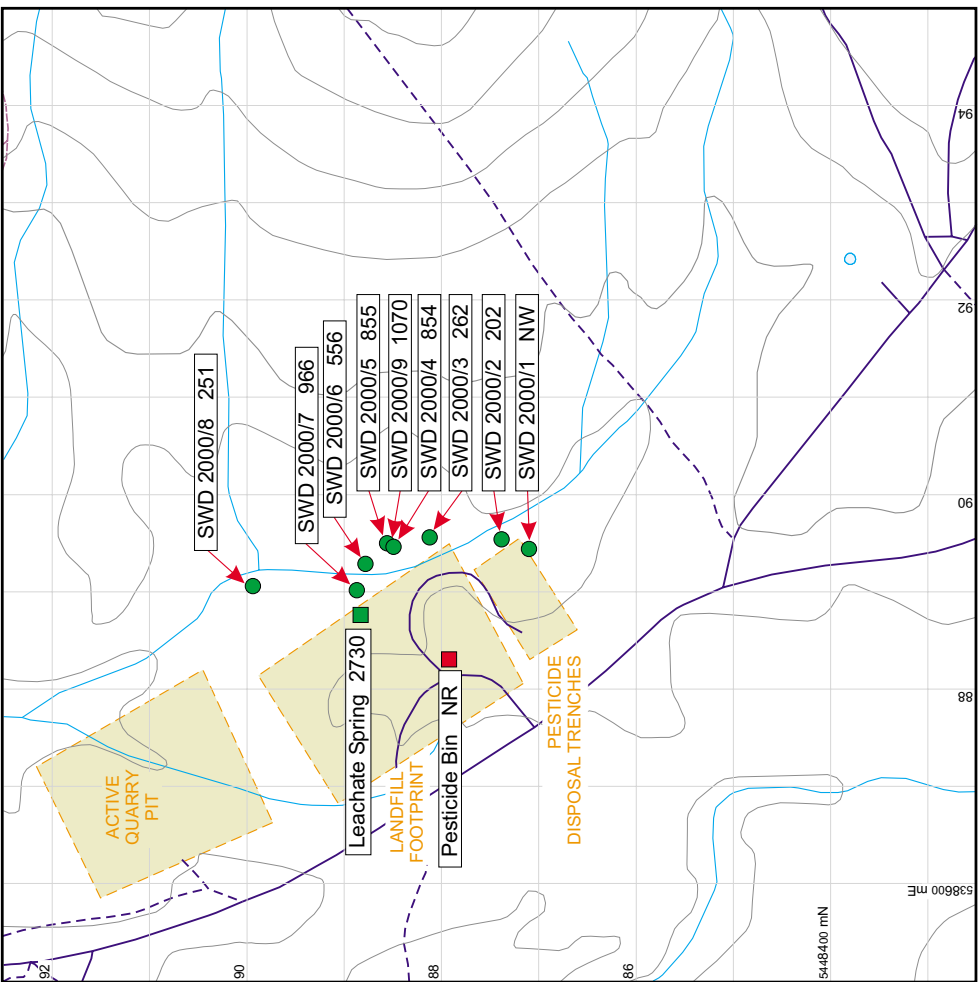 SWD 2000/8 251
SWD 2000/7 966
SWD 2000/6 556
SWD 2000/5 855
SWD 2000/9 1070
SWD 2000/4 854
SWD 2000/3 262
SWD 2000/2 202
SWD 2000/1 NW
Leachate Spring 2730
Pesticide Bin NR
ACTIVE
QUARRY
PIT
LANDFILL
FOOTPRINT
PESTICIDE
DISPOSAL TRENCHES
94
92
90
88
538600 mE
92
90
88
86
5448400 mN